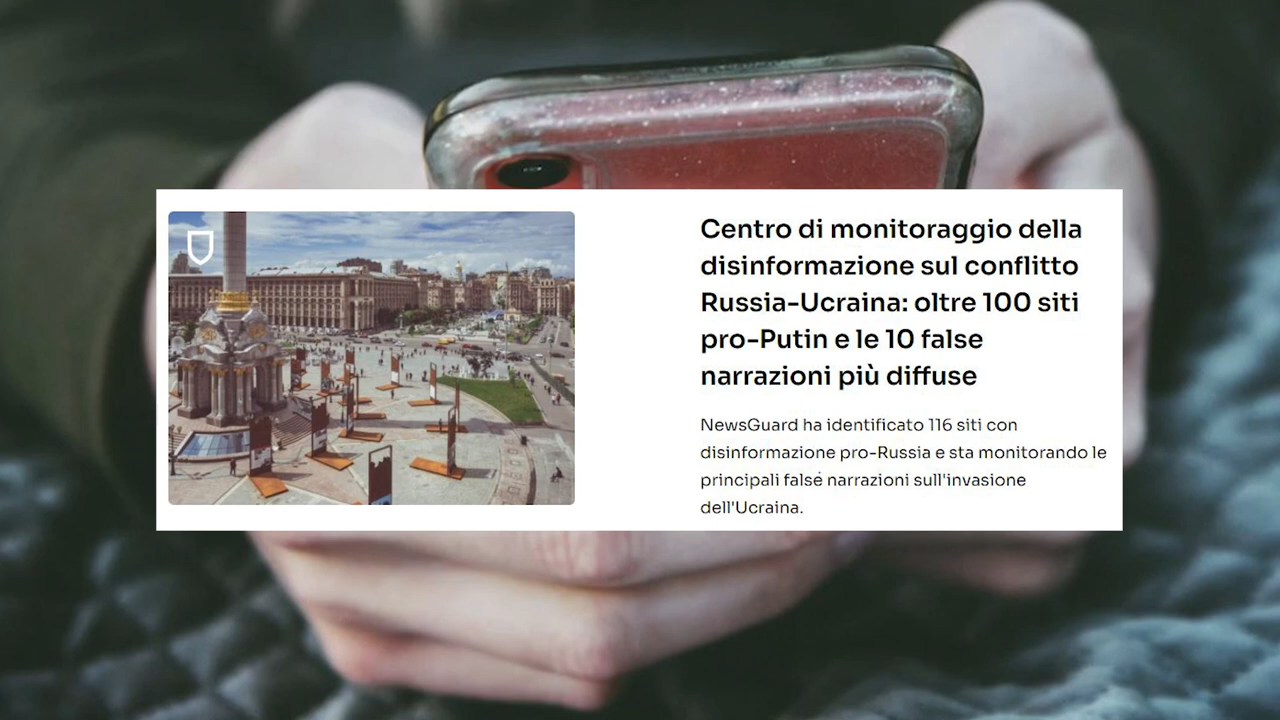 Centro di monitoraggio della
disinformazione sul conflitto
Russia-Ucraina: oltre 100 siti
pro-Putin e le 10 false
narrazioni più diffuse
NewsGuard ha identificato 116 siti con
disinformazione pro-Russia e sta monitorando le
principali false narrazioni sull'invasione
dell'Ucraina.